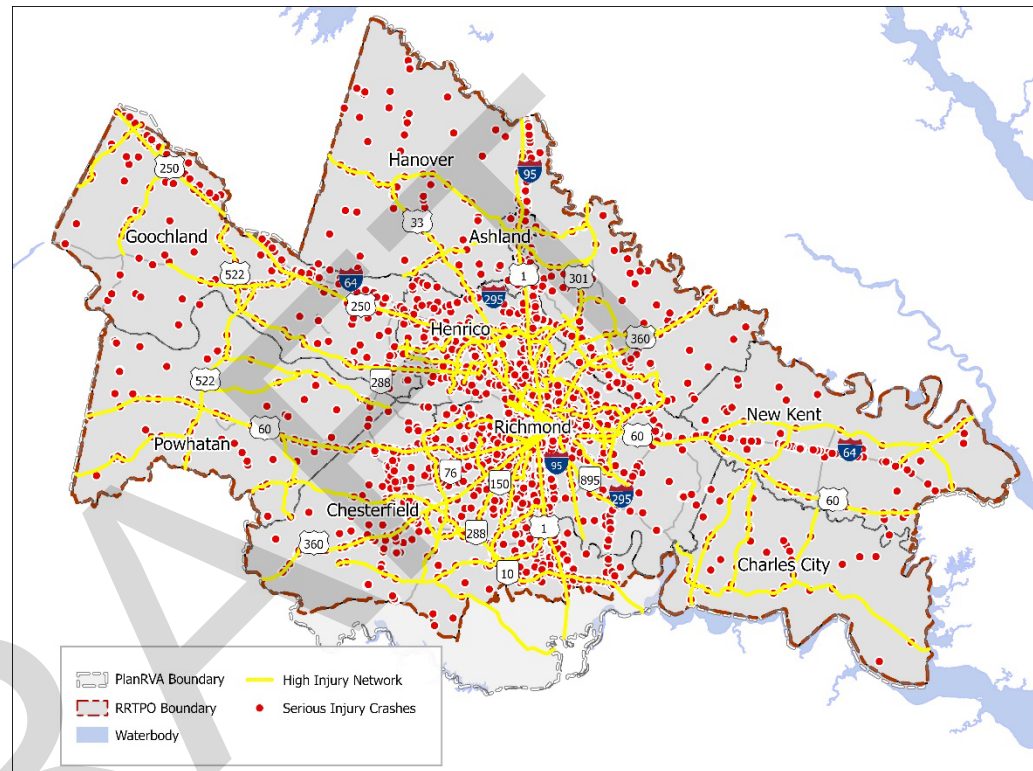 Hanover
95
250
33
Goochland
Ashland
522
1
301
64
295
250
Henrico
360
288
522
New Kent
60
Richmond
60
64
Powhatan
95
76
895
150
295
60
Chesterfield
1
288
360
Charles City
10
PlanRVA Boundary
High Injury Network
RRTPO Boundary
Serious Injury Crashes
Waterbody
DRAFT